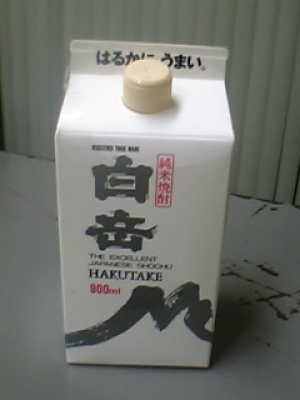 はるかに、うまい。
REGISTERED TRADE MARK
純米焼酎
白岳
THE EXCELLENT
JAPANESE SHOCHU
HAKUTAKE
900ml